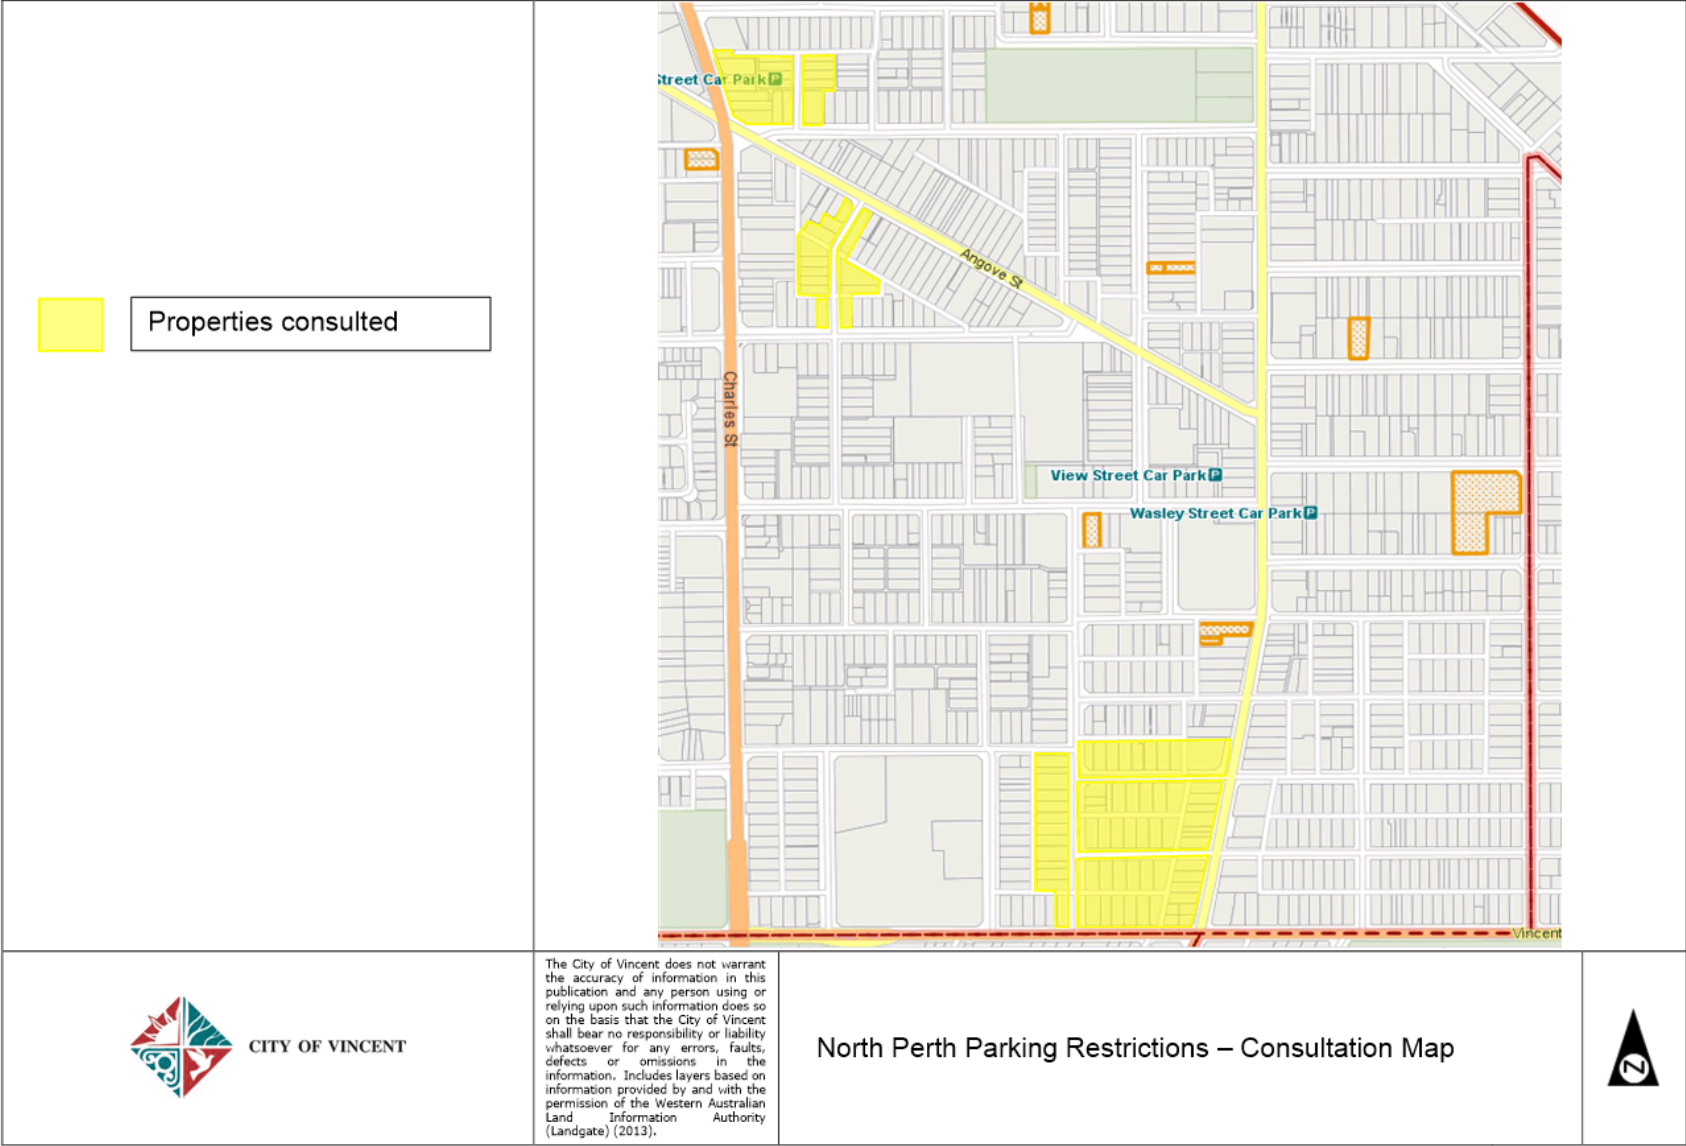 Street Car Park P
Angove St
Properties consulted
Charles St
View Street Car Park P
Wasley Street Car Park P
Vincent
The City of Vincent does not warrant
the accuracy of information in this
publication and any person using or
relying upon such information does so
on the basis that the City of Vincent
shall bear no responsibility or liability
whatsoever for any errors, faults,
defects or omissions in the
information. Includes layers based on
information provided by and with the
permission of the Western Australian
Land Information Authority
(Landgate) (2013).
CITY OF VINCENT
North Perth Parking Restrictions – Consultation Map
N